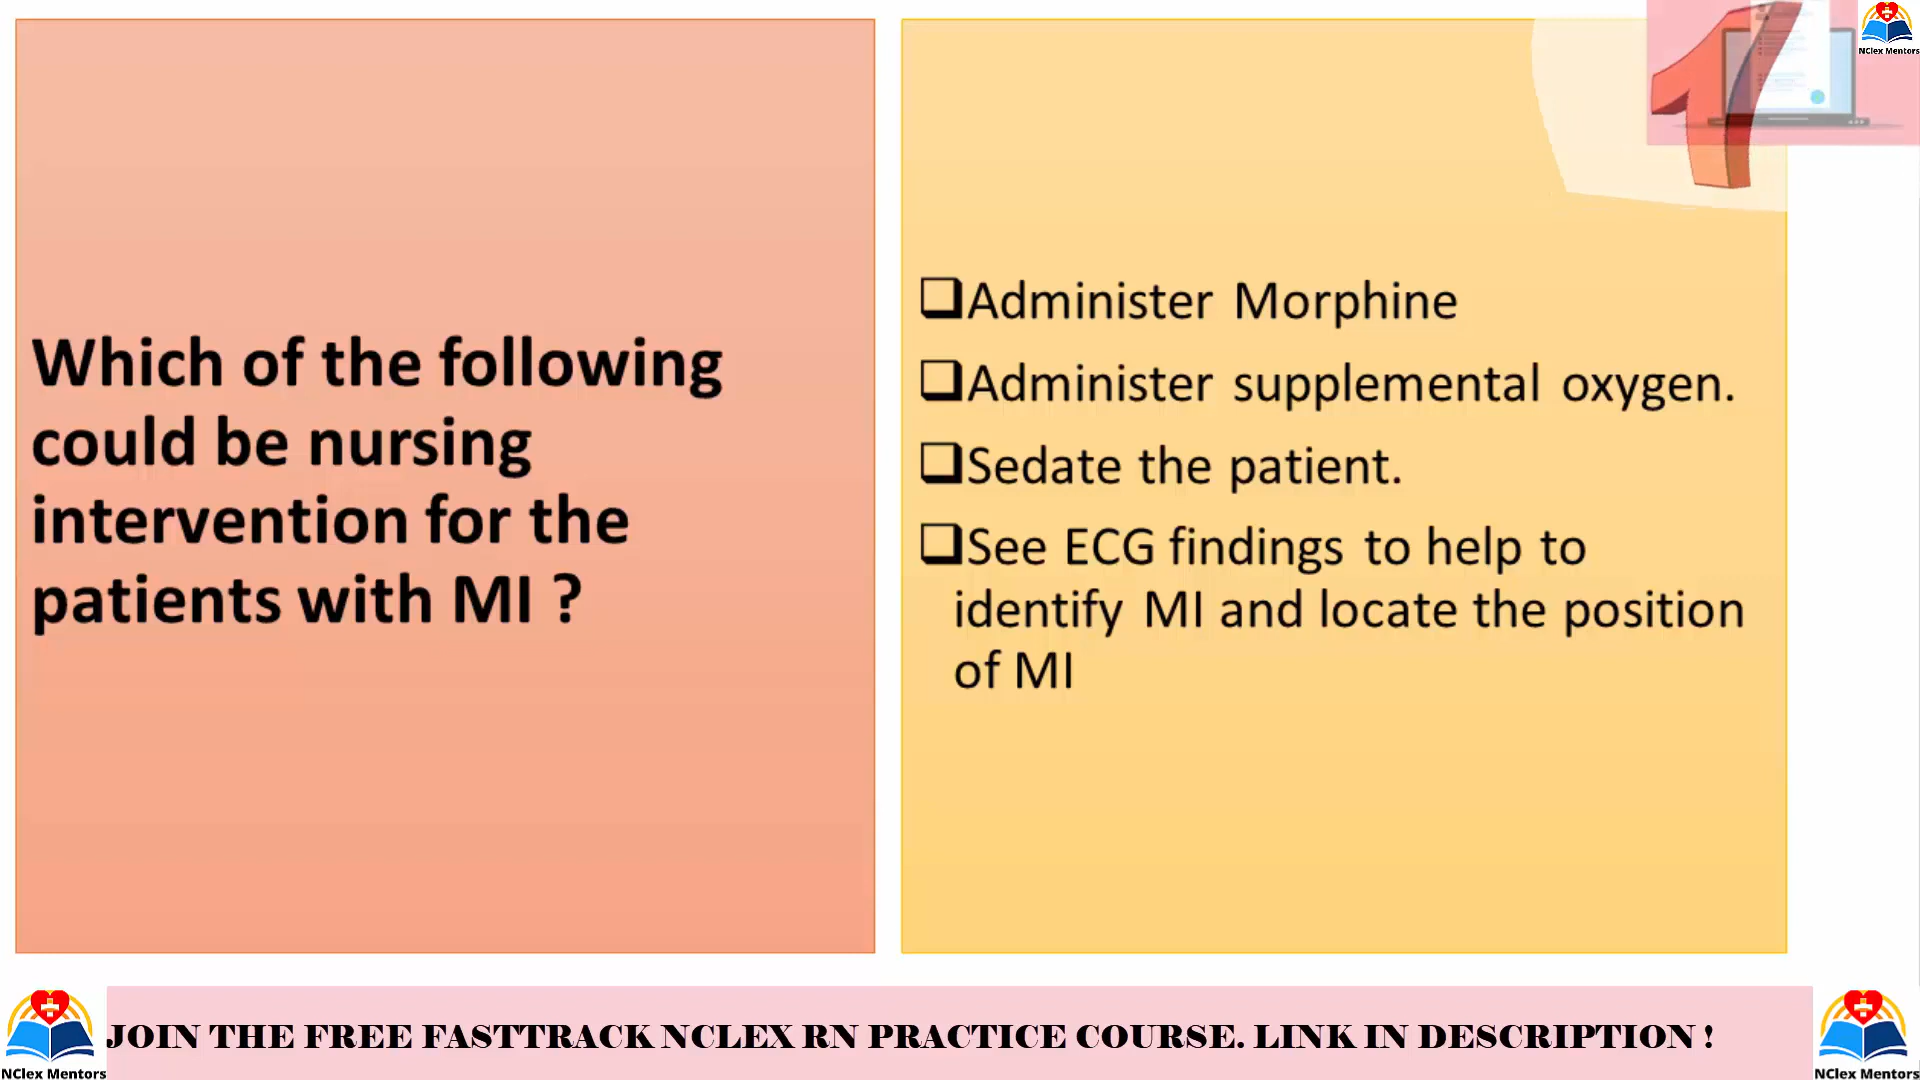 Which of the following
could be nursing
intervention for the
patients with MI ?
❑Administer Morphine
❑Administer supplemental oxygen.
❑Sedate the patient.
❑See ECG findings to help to
identify MI and locate the position
of MI
1
NClex Mentors
JOIN THE FREE FASTTRACK NCLEX RN PRACTICE COURSE. LINK IN DESCRIPTION !
NClex Mentors
NClex Mentors